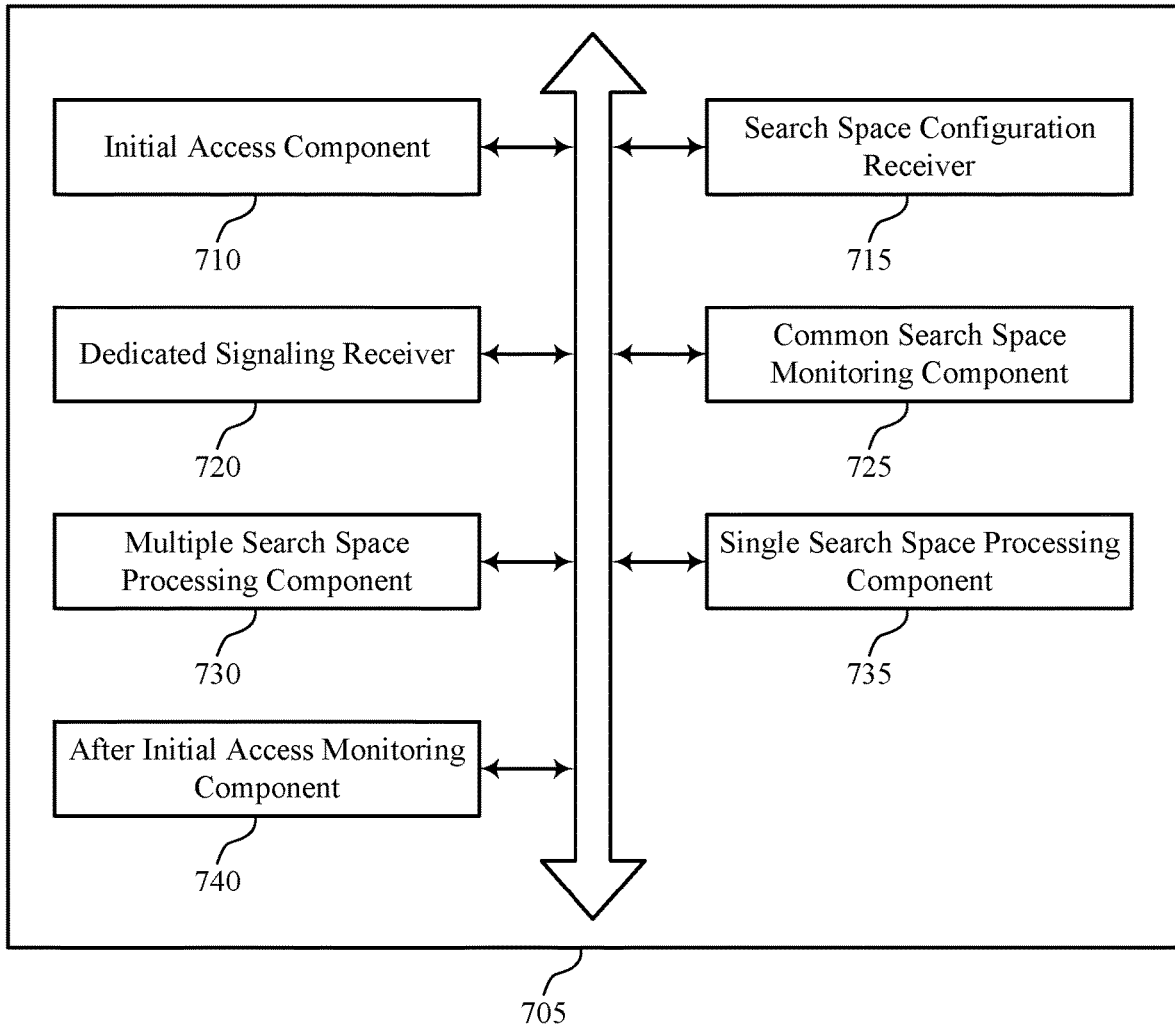 Initial Access Component
710
Search Space Configuration
Receiver
715
Dedicated Signaling Receiver
720
Common Search Space
Monitoring Component
725
Multiple Search Space
Processing Component
730
Single Search Space Processing
Component
735
After Initial Access Monitoring
Component
740
705